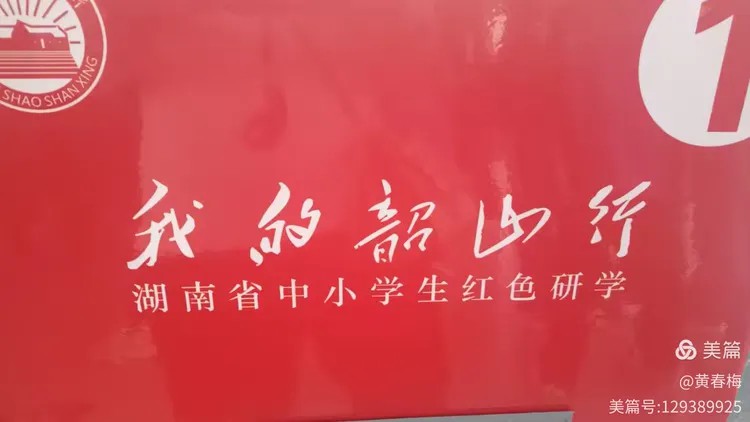 SHAO SHAN XING
1
我的韶山行
湖南省中小学生红色研学
美篇
@黄春梅
美篇号:129389925